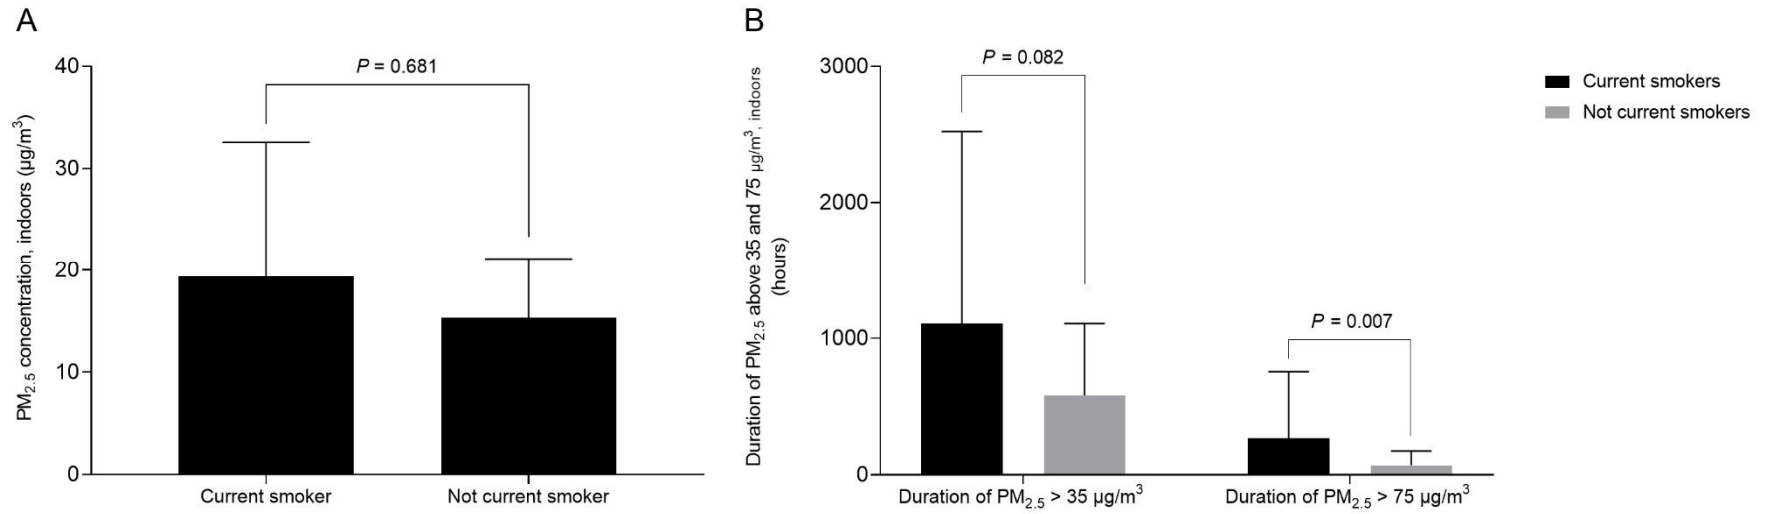 A
PM2.5 concentration, indoors (µg/m³)
40
30
20
10
0
P = 0.681
Current smoker
Not current smoker
B
Duration of PM2.5 above 35 and 75 µg/m³, indoors
(hours)
3000
2000
1000
0
P = 0.082
P = 0.007
Duration of PM2.5 > 35 µg/m³
Duration of PM2.5 > 75 µg/m³
Current smokers
Not current smokers